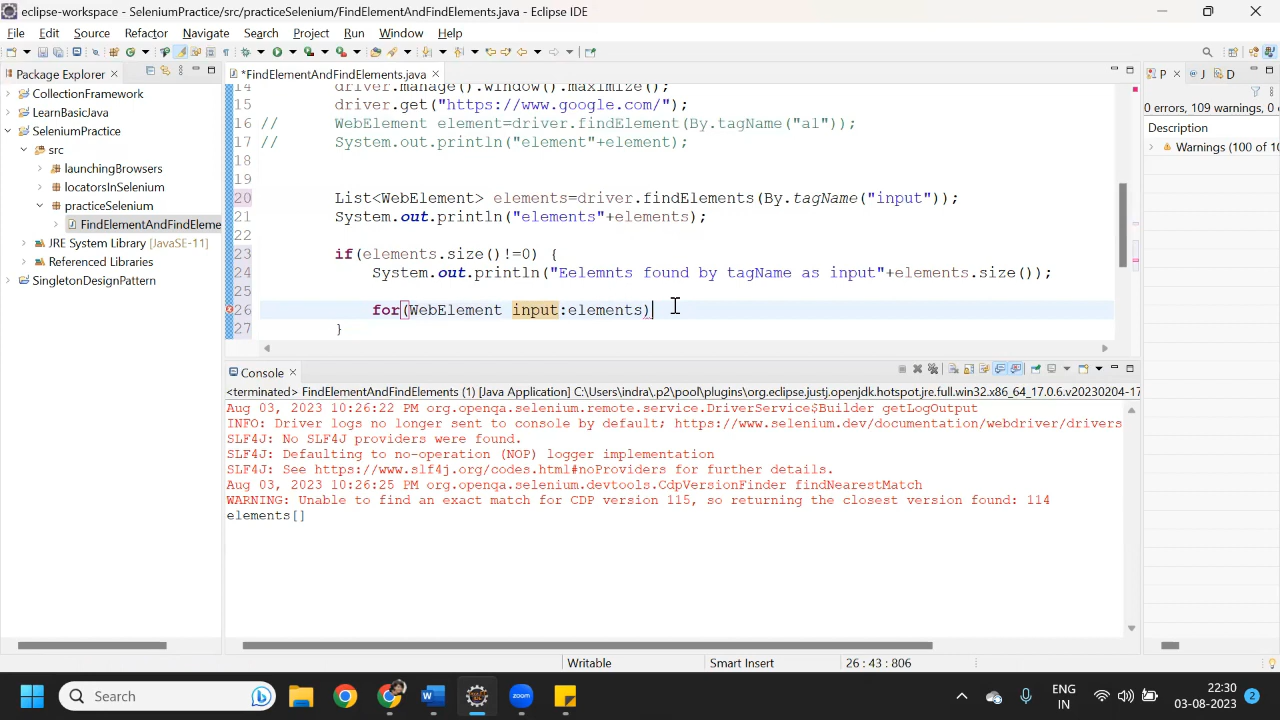 eclipse-workspace - SeleniumPractice/src/practiceSelenium/FindElementAndFindElements.java - Eclipse IDE
File Edit Source Refactor Navigate Search Project Run Window Help
Package Explorer
*FindElementAndFindElements.java
P J D
CollectionFramework
LearnBasicJava
SeleniumPractice
src
launchingBrowsers
locatorsInSelenium
practiceSelenium
FindElementAndFindEleme
JRE System Library [JavaSE-11]
Referenced Libraries
SingletonDesignPattern
14 driver.manage().window().maximize();
15 driver.get("https://www.google.com/");
16 // WebElement element=driver.findElement(By.tagName("a1"));
17 // System.out.println("element"+element);
18
19
20 List<WebElement> elements=driver.findElements(By.tagName("input"));
21 System.out.println("elements"+elements);
22
23 if(elements.size()!=0) {
24 System.out.println("Eelemnts found by tagName as input"+elements.size());
25
26 for(WebElement input:elements)
27 }
0 errors, 109 warnings, 0
Description
Warnings (100 of 10
Console
<terminated> FindElementAndFindElements (1) [Java Application] C:\Users\indra\.p2\pool\plugins\org.eclipse.justj.openjdk.hotspot.jre.full.win32.x86_64_17.0.6.v20230204-17
Aug 03, 2023 10:26:22 PM org.openqa.selenium.remote.service.DriverService$Builder getLogOutput
INFO: Driver logs no longer sent to console by default; https://www.selenium.dev/documentation/webdriver/drivers
SLF4J: No SLF4J providers were found.
SLF4J: Defaulting to no-operation (NOP) logger implementation
SLF4J: See https://www.slf4j.org/codes.html#noProviders for further details.
Aug 03, 2023 10:26:25 PM org.openqa.selenium.devtools.CdpVersionFinder findNearestMatch
WARNING: Unable to find an exact match for CDP version 115, so returning the closest version found: 114
elements[]
Writable Smart Insert 26 : 43 : 806
Search
zoom
ENG
IN
22:30
03-08-2023
2